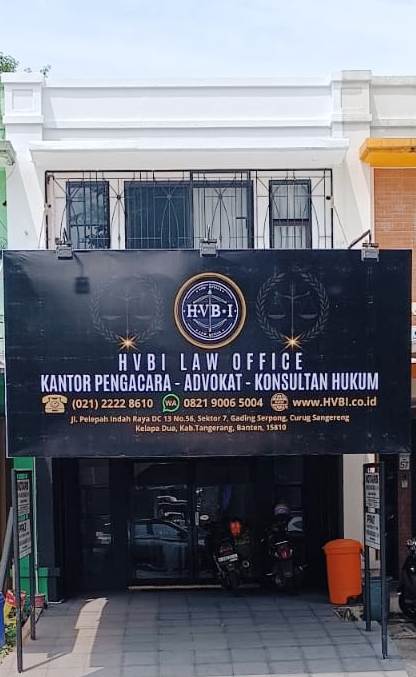 HVBI
HVBI LAW OFFICE
KANTOR PENGACARA - ADVOKAT - KONSULTAN HUKUM
(021) 2222 8610 WA 0821 9006 5004 www.HVBI.co.id
Jl. Pelepah Indah Raya DC 13 No.56, Sektor 7, Gading Serpong, Curug Sangereng
Kelapa Dua, Kab.Tangerang, Banten, 15810